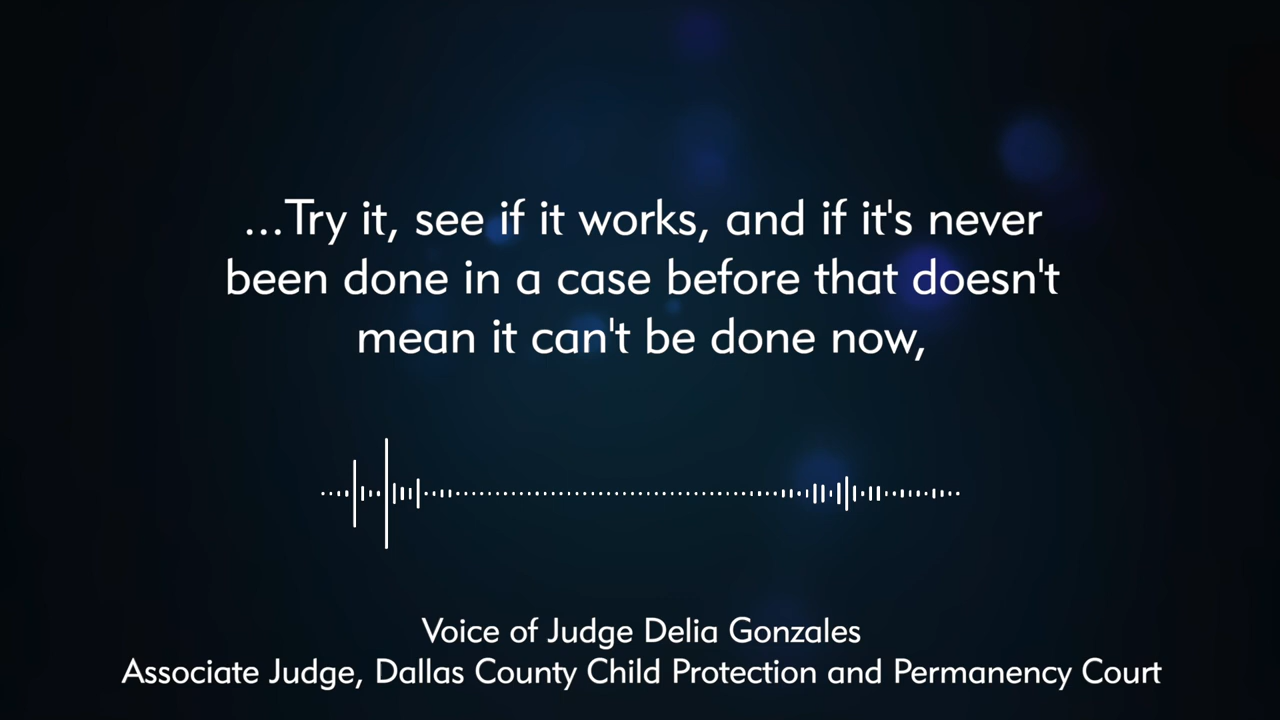 ...Try it, see if it works, and if it's never
been done in a case before that doesn't
mean it can't be done now,
Voice of Judge Delia Gonzales
Associate Judge, Dallas County Child Protection and Permanency Court